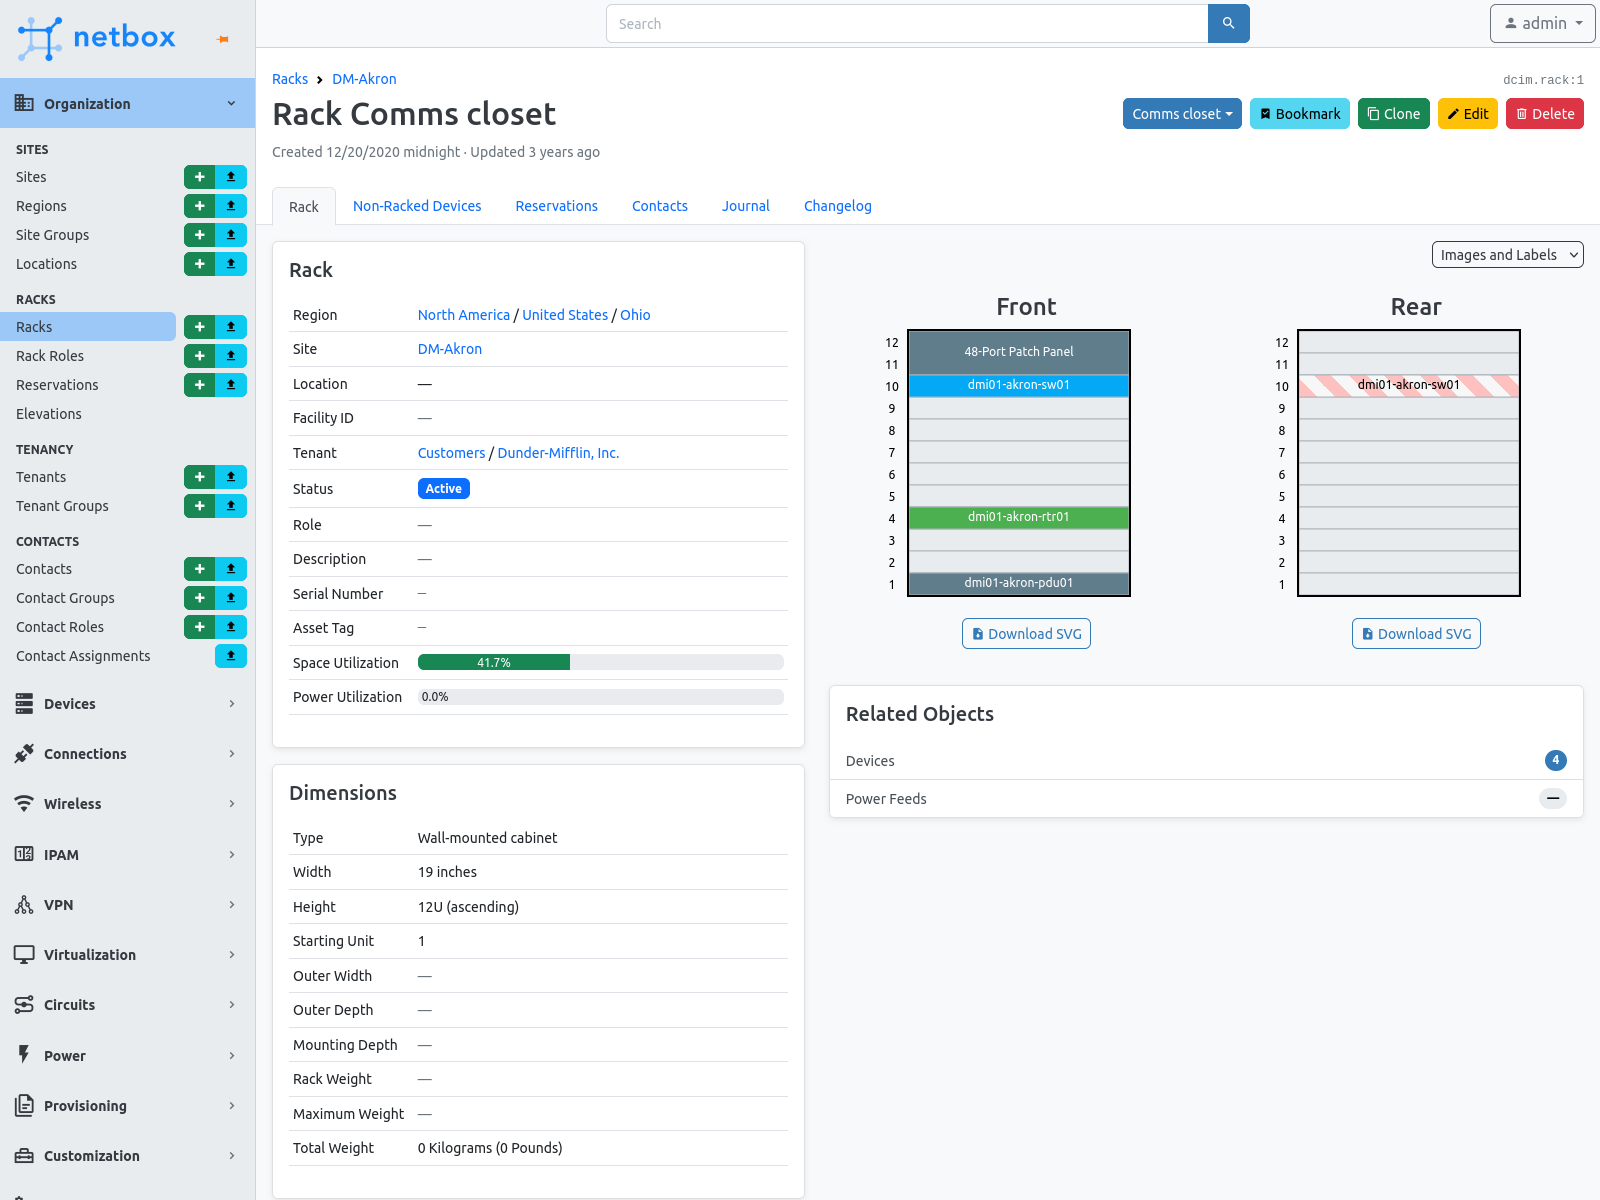 netbox
Search
admin
Organization
SITES
Sites
Regions
Site Groups
Locations
RACKS
Racks
Rack Roles
Reservations
Elevations
TENANCY
Tenants
Tenant Groups
CONTACTS
Contacts
Contact Groups
Contact Roles
Contact Assignments
Devices
Connections
Wireless
IPAM
VPN
Virtualization
Circuits
Power
Provisioning
Customization
Racks > DM-Akron
dcim.rack:1
Rack Comms closet
Comms closet Bookmark Clone Edit Delete
Created 12/20/2020 midnight · Updated 3 years ago
Rack Non-Racked Devices Reservations Contacts Journal Changelog
Rack
Region North America / United States / Ohio
Site DM-Akron
Location —
Facility ID —
Tenant Customers / Dunder-Mifflin, Inc.
Status Active
Role —
Description —
Serial Number —
Asset Tag —
Space Utilization 41.7%
Power Utilization 0.0%
Dimensions
Type Wall-mounted cabinet
Width 19 inches
Height 12U (ascending)
Starting Unit 1
Outer Width —
Outer Depth —
Mounting Depth —
Rack Weight —
Maximum Weight —
Total Weight 0 Kilograms (0 Pounds)
Images and Labels
Front
12 48-Port Patch Panel
11
10 dmi01-akron-sw01
9
8
7
6
5
4 dmi01-akron-rtr01
3
2
1 dmi01-akron-pdu01
Download SVG
Rear
12
11
10 dmi01-akron-sw01
9
8
7
6
5
4
3
2
1
Download SVG
Related Objects
Devices 4
Power Feeds —